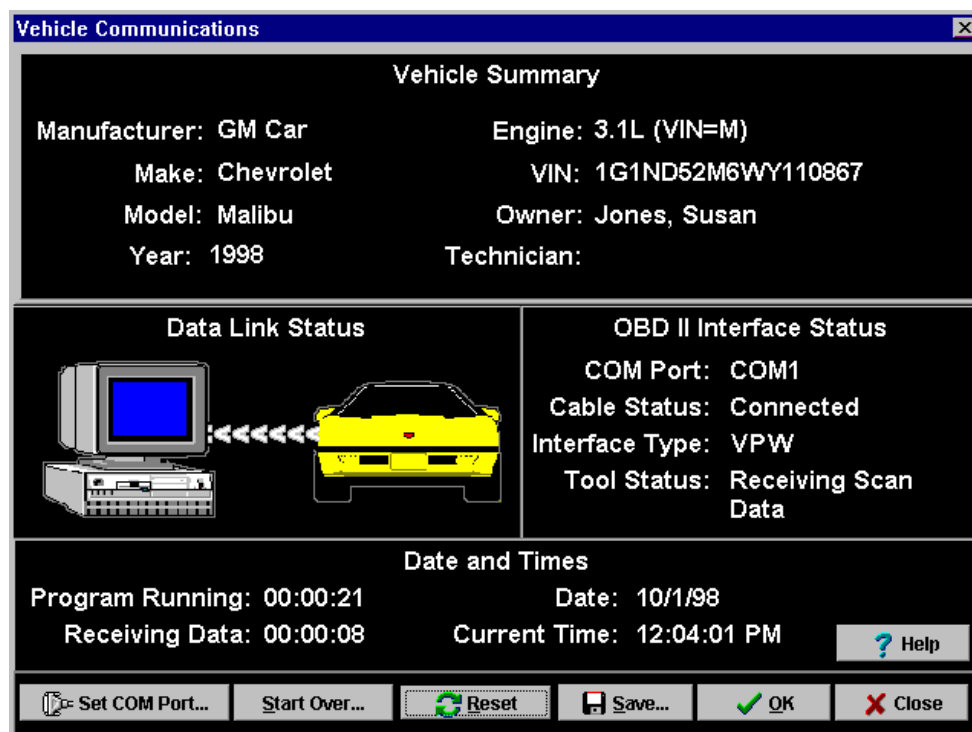 Vehicle Communications
Vehicle Summary
Manufacturer: GM Car
Engine: 3.1L (VIN=M)
Make: Chevrolet
VIN: 1G1ND52M6WY110867
Model: Malibu
Owner: Jones, Susan
Year: 1998
Technician:
Data Link Status
OBD II Interface Status
COM Port: COM1
Cable Status: Connected
Interface Type: VPW
Tool Status: Receiving Scan
Data
Date and Times
Program Running: 00:00:21
Date: 10/1/98
Receiving Data: 00:00:08
Current Time: 12:04:01 PM
Help
Set COM Port...
Start Over...
Reset
Save...
OK
Close